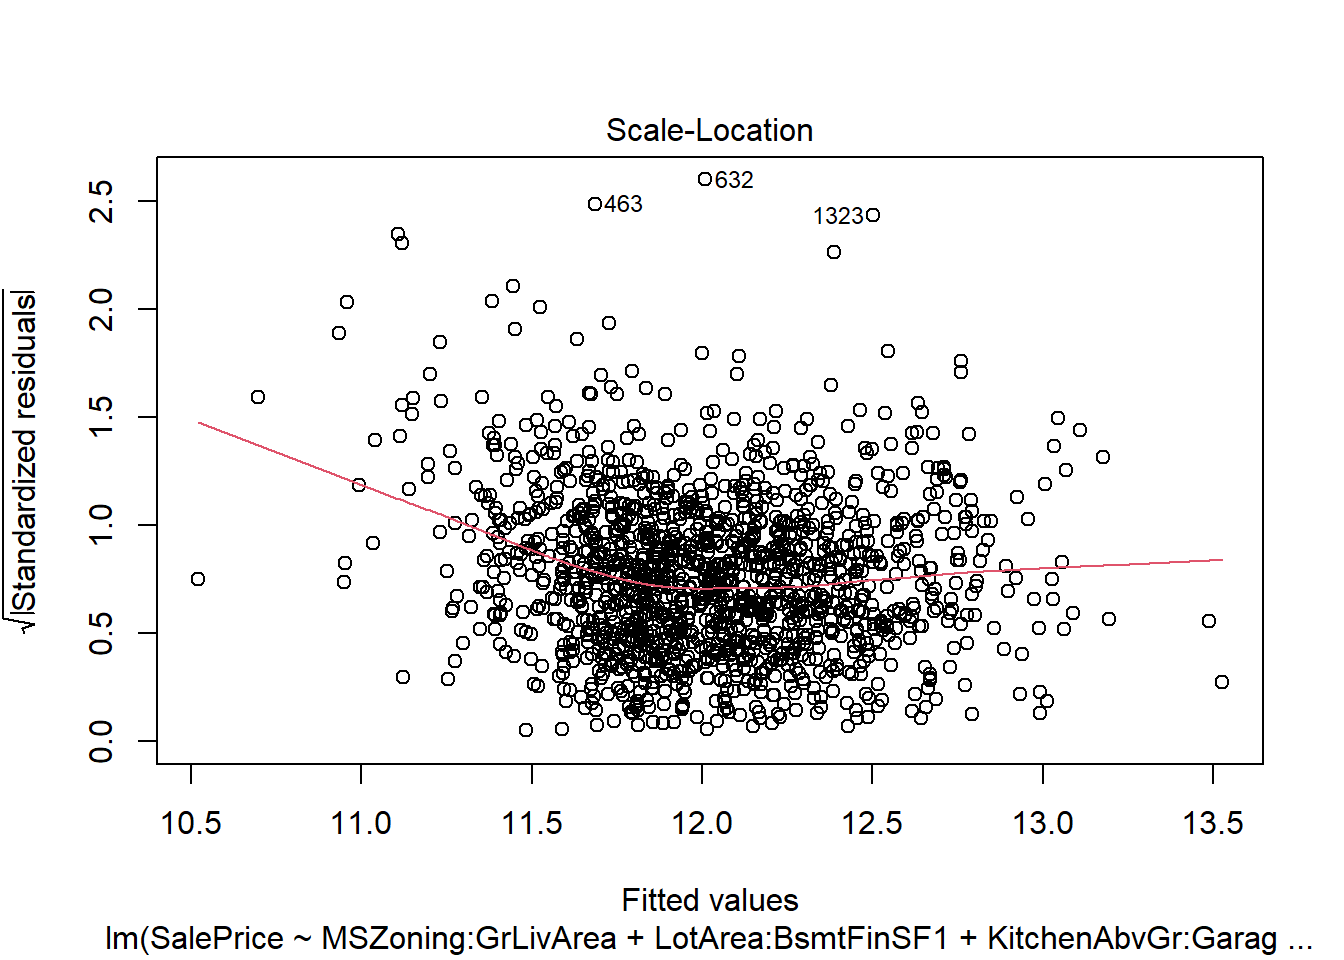 Scale-Location
632
463
1323
√|Standardized residuals|
2.5
2.0
1.5
1.0
0.5
0.0
10.5 11.0 11.5 12.0 12.5 13.0 13.5
Fitted values
lm(SalePrice ~ MSZoning:GrLivArea + LotArea:BsmtFinSF1 + KitchenAbvGr:Garag ...